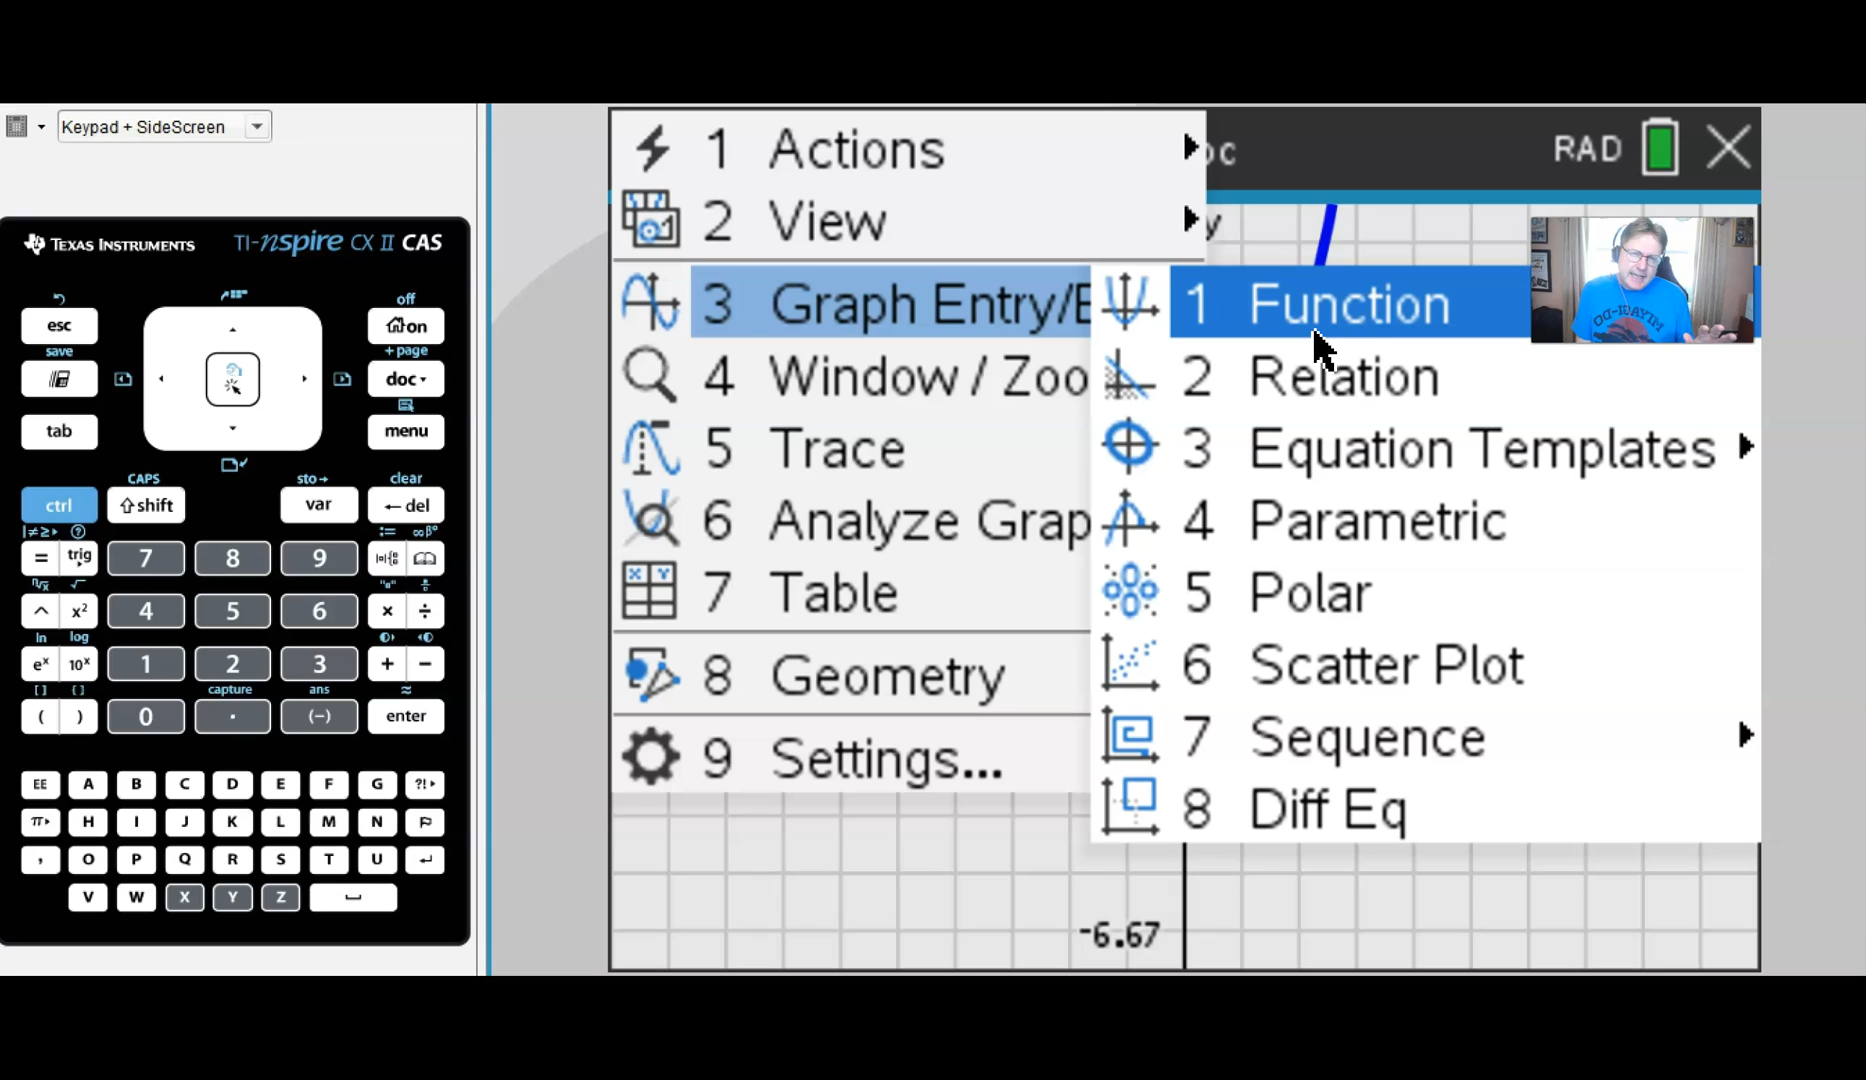 Keypad + SideScreen
TEXAS INSTRUMENTS TI-nspire CX II CAS
off
esc
on
save
+ page
doc
tab
menu
CAPS
sto→
clear
ctrl
shift
var
← del
=
trig
7
8
9
^
x²
4
5
6
×
÷
ln
log
eˣ
10ˣ
1
2
3
+
−
[ ]
{ }
capture
ans
≈
(
)
0
.
(−)
enter
EE A B C D E F G ?!▸
π▸ H I J K L M N
, O P Q R S T U
V W X Y Z
RAD
y
1 Actions
2 View
3 Graph Entry/E
4 Window / Zoo
5 Trace
6 Analyze Grap
7 Table
8 Geometry
9 Settings...
1 Function
2 Relation
3 Equation Templates
4 Parametric
5 Polar
6 Scatter Plot
7 Sequence
8 Diff Eq
-6.67